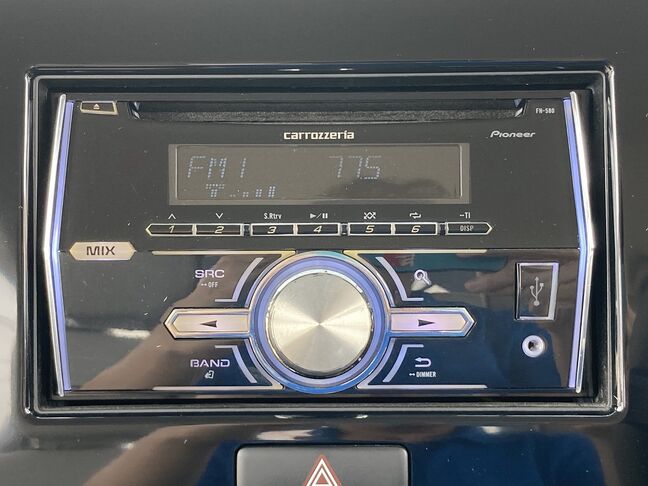 FH-580
carrozzeria
Pioneer
FM1 77.5
S.Rtrv
1 2 3 4 5 6 DISP
MIX
SRC
OFF
BAND
DIMMER